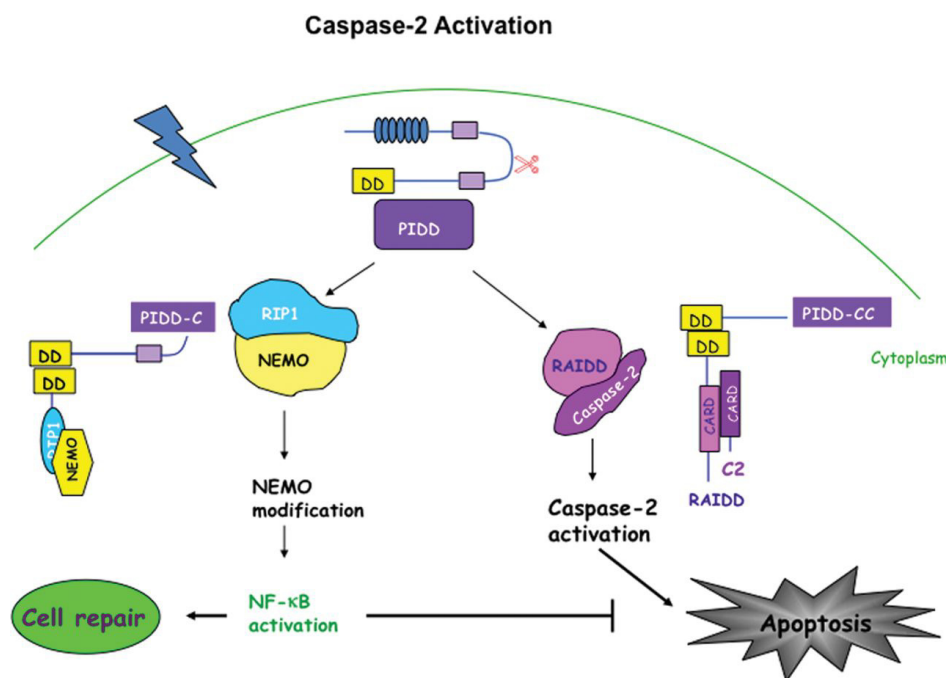 Caspase-2 Activation
DD
PIDD
PIDD-C
RIP1
NEMO
DD
DD
RIP1
NEMO
RAIDD
Caspase-2
PIDD-CC
DD
DD
Cytoplasm
CARD
CARD
C2
RAIDD
NEMO
modification
Caspase-2
activation
Cell repair
NF-κB
activation
Apoptosis